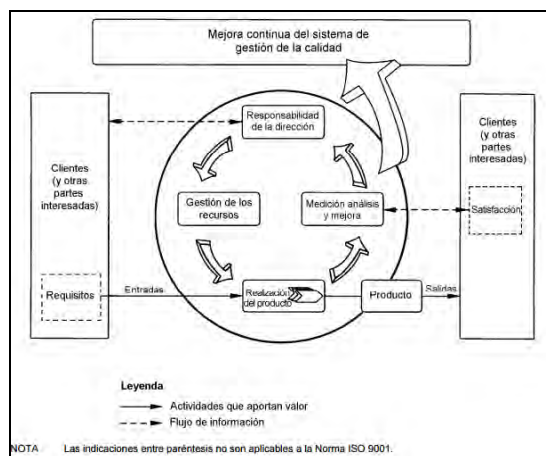 Mejora continua del sistema de
gestión de la calidad
Responsabilidad
de la dirección
Clientes
(y otras
partes
interesadas)
Clientes
(y otras partes
interesadas)
Gestión de los
recursos
Medición análisis
y mejora
Satisfacción
Requisitos
Entradas
Realización
del producto
Producto
Salidas
Leyenda
Actividades que aportan valor
Flujo de información
NOTA Las indicaciones entre paréntesis no son aplicables a la Norma ISO 9001.